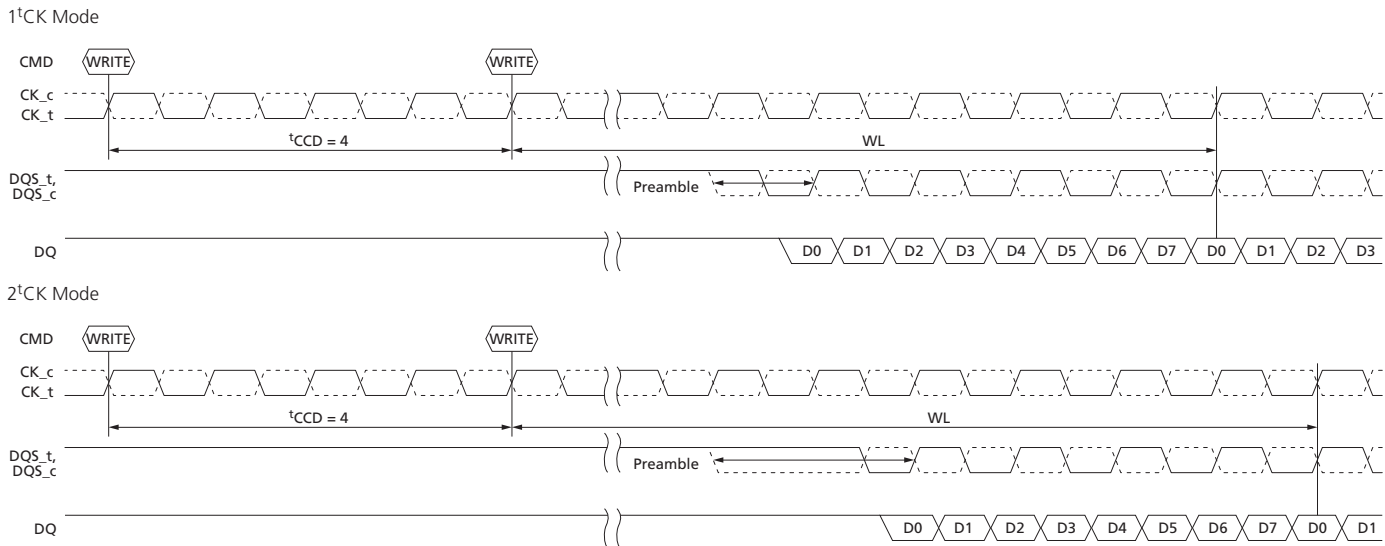 1ᵗCK Mode
CMD WRITE WRITE
CK_c
CK_t
ᵗCCD = 4 WL
DQS_t,
DQS_c
Preamble
DQ D0 D1 D2 D3 D4 D5 D6 D7 D0 D1 D2 D3
2ᵗCK Mode
CMD WRITE WRITE
CK_c
CK_t
ᵗCCD = 4 WL
DQS_t,
DQS_c
Preamble
DQ D0 D1 D2 D3 D4 D5 D6 D7 D0 D1